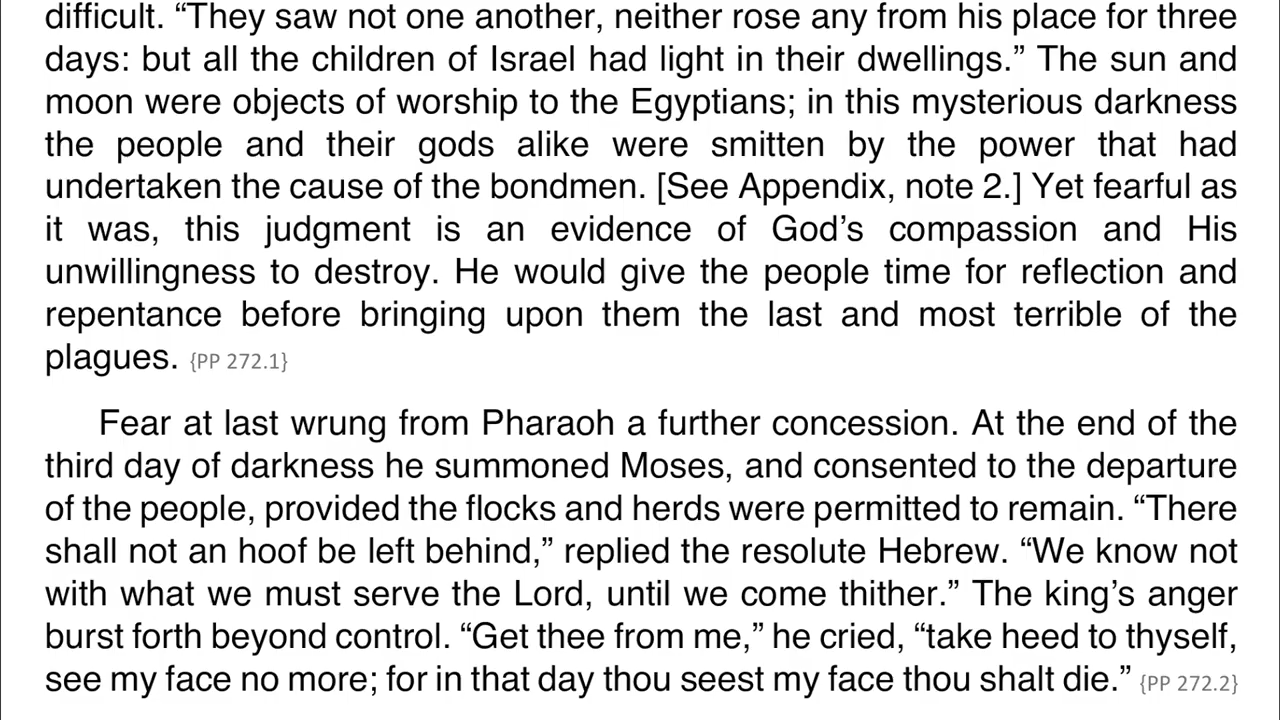 difficult. “They saw not one another, neither rose any from his place for three
days: but all the children of Israel had light in their dwellings.” The sun and
moon were objects of worship to the Egyptians; in this mysterious darkness
the people and their gods alike were smitten by the power that had
undertaken the cause of the bondmen. [See Appendix, note 2.] Yet fearful as
it was, this judgment is an evidence of God’s compassion and His
unwillingness to destroy. He would give the people time for reflection and
repentance before bringing upon them the last and most terrible of the
plagues. {PP 272.1}
Fear at last wrung from Pharaoh a further concession. At the end of the
third day of darkness he summoned Moses, and consented to the departure
of the people, provided the flocks and herds were permitted to remain. “There
shall not an hoof be left behind,” replied the resolute Hebrew. “We know not
with what we must serve the Lord, until we come thither.” The king’s anger
burst forth beyond control. “Get thee from me,” he cried, “take heed to thyself,
see my face no more; for in that day thou seest my face thou shalt die.” {PP 272.2}